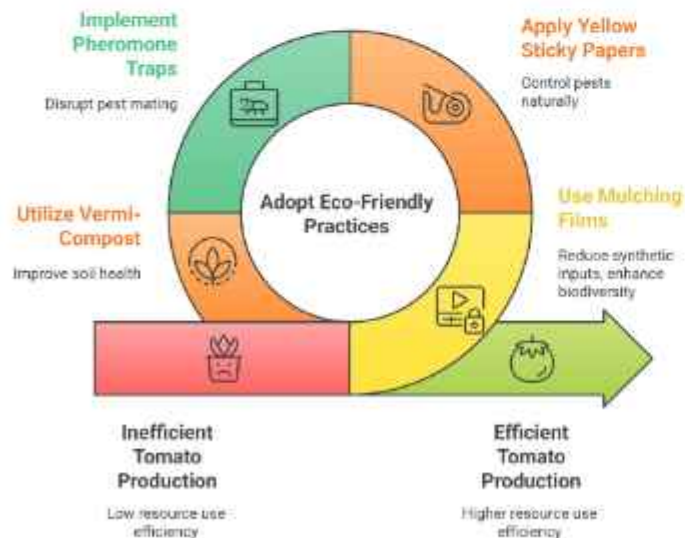 Implement
Pheromone
Traps
Disrupt pest mating
Apply Yellow
Sticky Papers
Control pests
naturally
Adopt Eco-Friendly
Practices
Utilize Vermi-
Compost
Improve soil health
Use Mulching
Films
Reduce synthetic
inputs, enhance
biodiversity
Inefficient
Tomato
Production
Low resource use
efficiency
Efficient
Tomato
Production
Higher resource use
efficiency